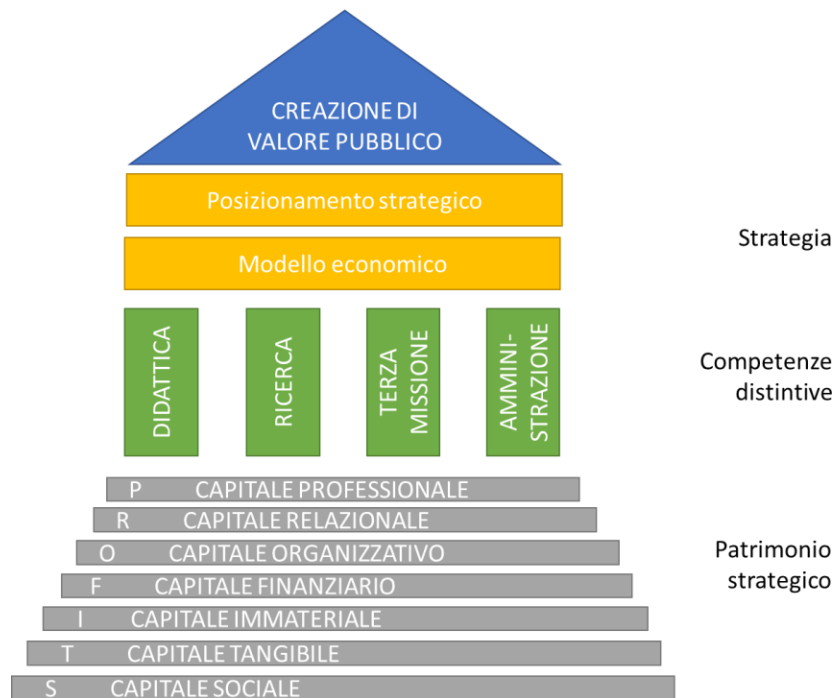 CREAZIONE DI
VALORE PUBBLICO
Posizionamento strategico
Strategia
Modello economico
DIDATTICA
RICERCA
TERZA
MISSIONE
AMMINI-
STRAZIONE
Competenze
distintive
P CAPITALE PROFESSIONALE
R CAPITALE RELAZIONALE
O CAPITALE ORGANIZZATIVO
F CAPITALE FINANZIARIO
I CAPITALE IMMATERIALE
T CAPITALE TANGIBILE
S CAPITALE SOCIALE
Patrimonio
strategico